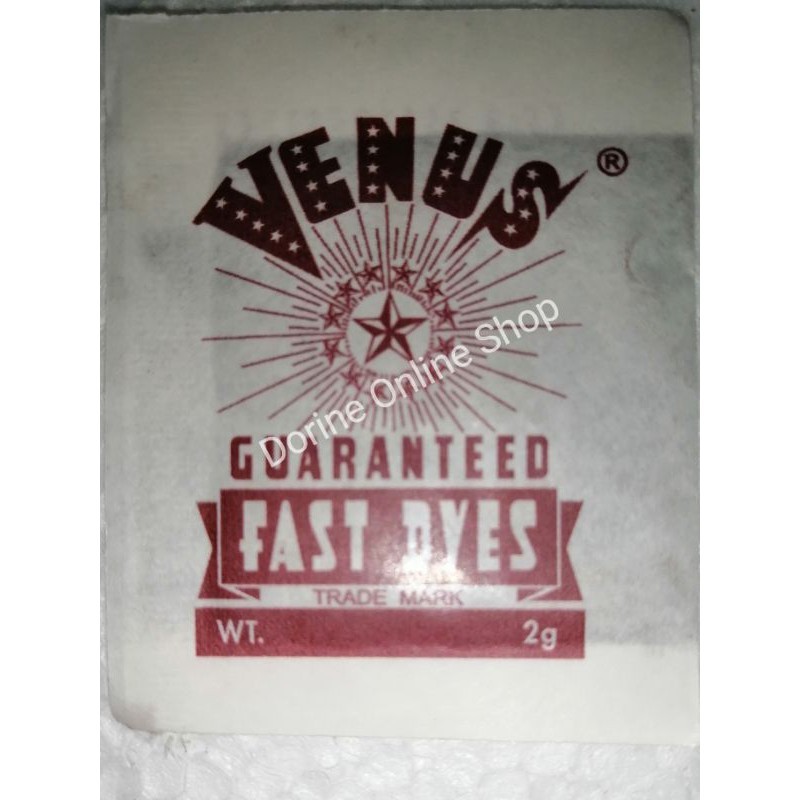 VENUS ®
Dorine Online Shop
GUARANTEED
FAST DYES
TRADE MARK
WT. 2g